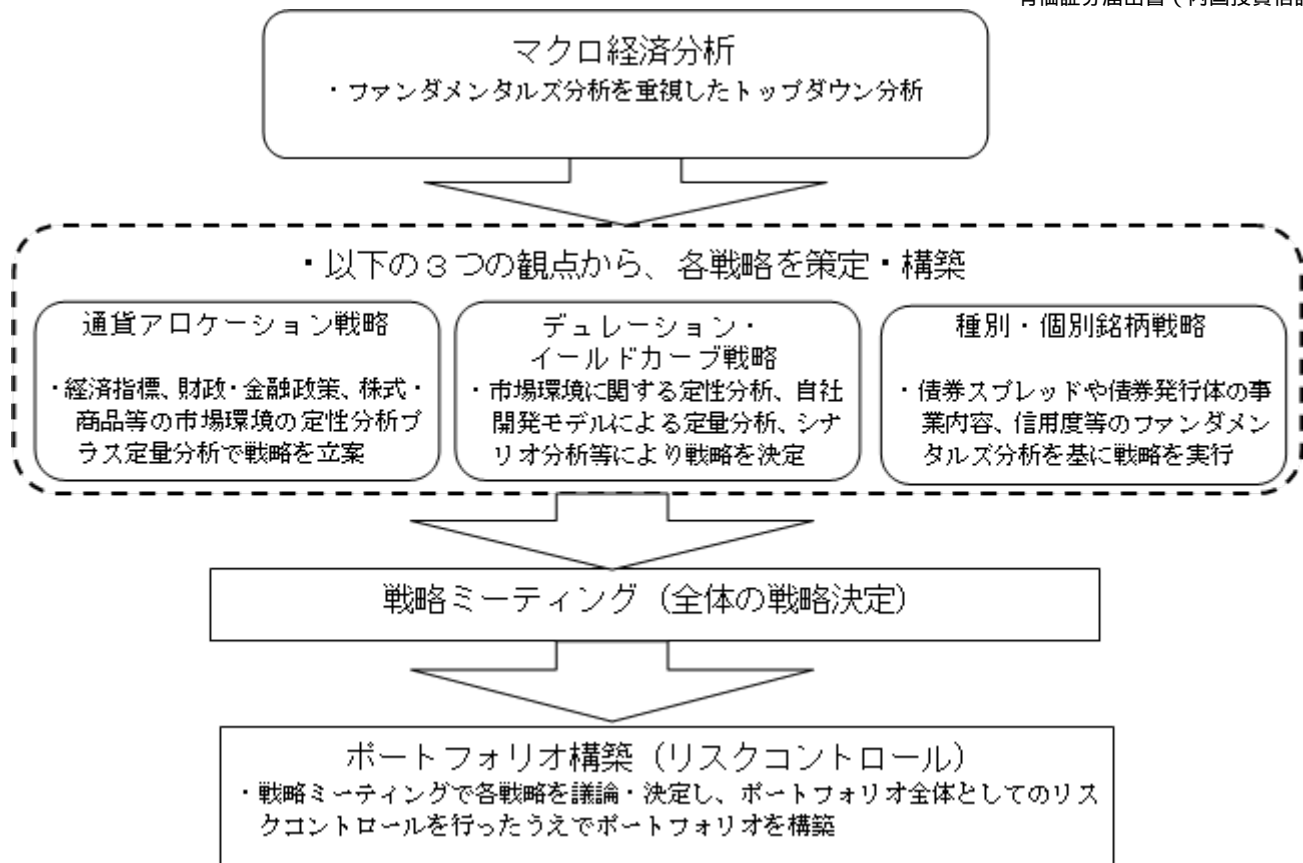 マクロ経済分析
・ファンダメンタルズ分析を重視したトップダウン分析
・以下の３つの観点から、各戦略を策定・構築
通貨アロケーション戦略
・経済指標、財政・金融政策、株式・
商品等の市場環境の定性分析プ
ラス定量分析で戦略を立案
デュレーション・
イールドカーブ戦略
・市場環境に関する定性分析、自社
開発モデルによる定量分析、シナ
リオ分析等により戦略を決定
種別・個別銘柄戦略
・債券スプレッドや債券発行体の事
業内容、信用度等のファンダメン
タルズ分析を基に戦略を実行
戦略ミーティング（全体の戦略決定）
ポートフォリオ構築（リスクコントロール）
・戦略ミーティングで各戦略を議論・決定し、ポートフォリオ全体としてのリス
クコントロールを行ったうえでポートフォリオを構築